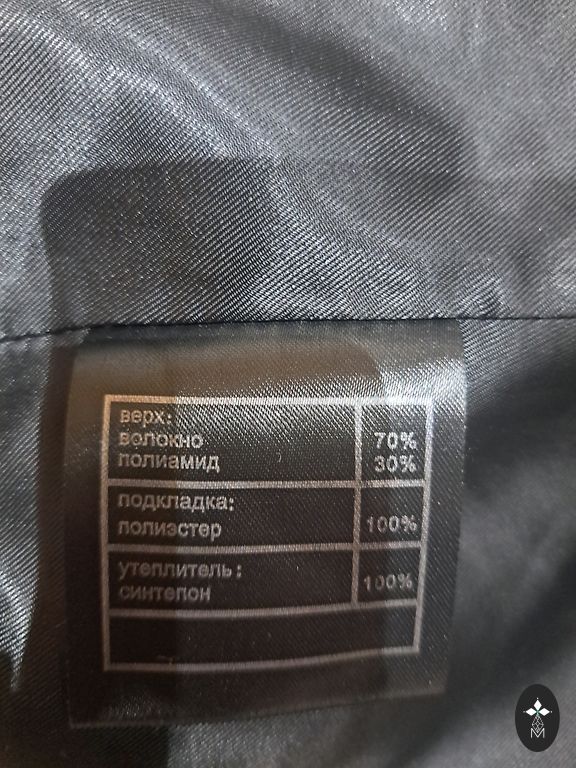 верх:
волокно 70%
полиамид 30%
подкладка:
полиэстер 100%
утеплитель:
синтепон 100%